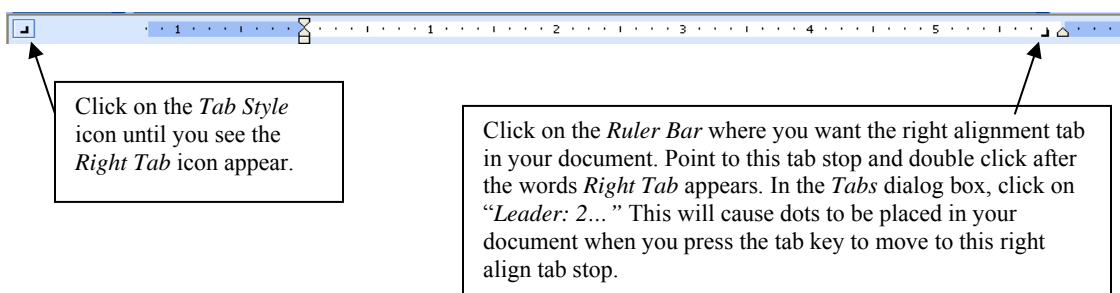 1 1 2 3 4 5
Click on the Tab Style
icon until you see the
Right Tab icon appear.
Click on the Ruler Bar where you want the right alignment tab
in your document. Point to this tab stop and double click after
the words Right Tab appears. In the Tabs dialog box, click on
“Leader: 2…” This will cause dots to be placed in your
document when you press the tab key to move to this right
align tab stop.